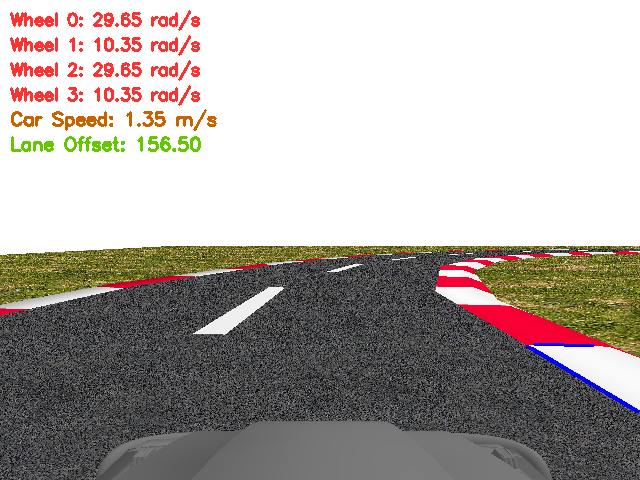 Wheel 0: 29.65 rad/s
Wheel 1: 10.35 rad/s
Wheel 2: 29.65 rad/s
Wheel 3: 10.35 rad/s
Car Speed: 1.35 m/s
Lane Offset: 156.50